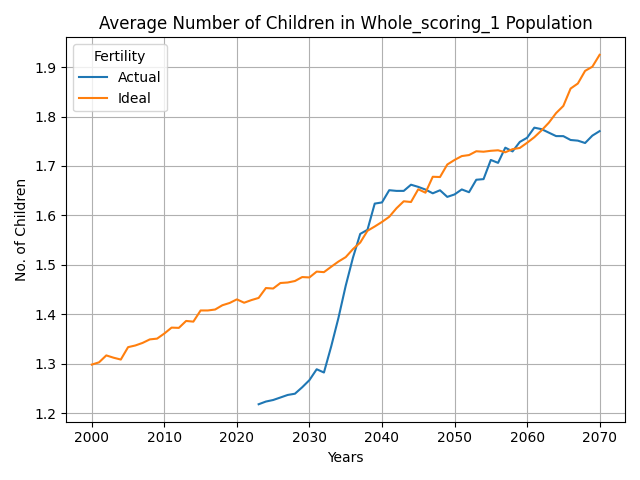 Average Number of Children in Whole_scoring_1 Population
Fertility
Actual
Ideal
No. of Children
1.9
1.8
1.7
1.6
1.5
1.4
1.3
1.2
2000 2010 2020 2030 2040 2050 2060 2070
Years